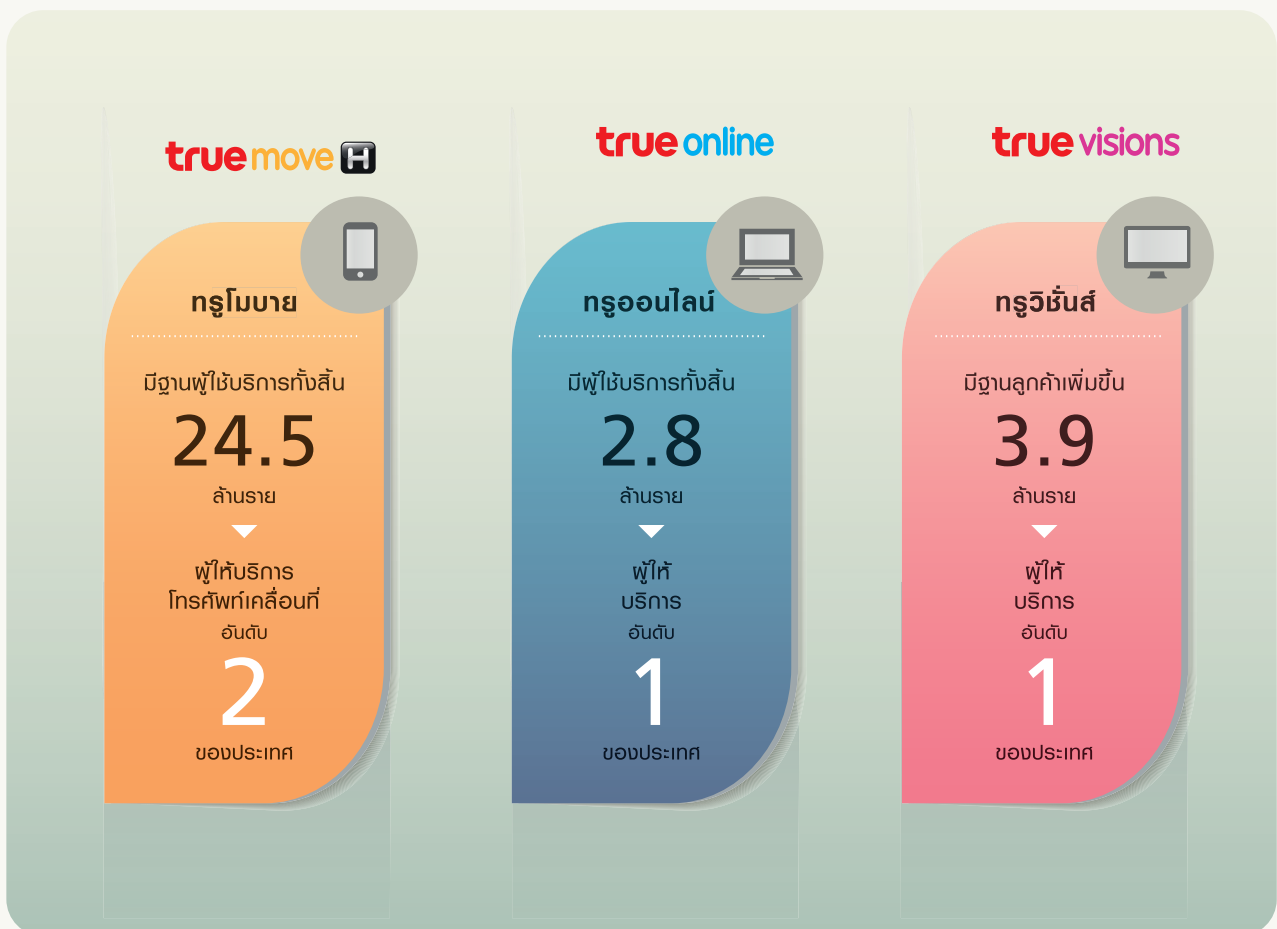 true move H
ทรูโมบาย
มีฐานผู้ใช้บริการทั้งสิ้น
24.5
ล้านราย
ผู้ให้บริการ
โทรศัพท์เคลื่อนที่
อันดับ
2
ของประเทศ
true online
ทรูออนไลน์
มีผู้ใช้บริการทั้งสิ้น
2.8
ล้านราย
ผู้ให้
บริการ
อันดับ
1
ของประเทศ
true visions
ทรูวิชั่นส์
มีฐานลูกค้าเพิ่มขึ้น
3.9
ล้านราย
ผู้ให้
บริการ
อันดับ
1
ของประเทศ